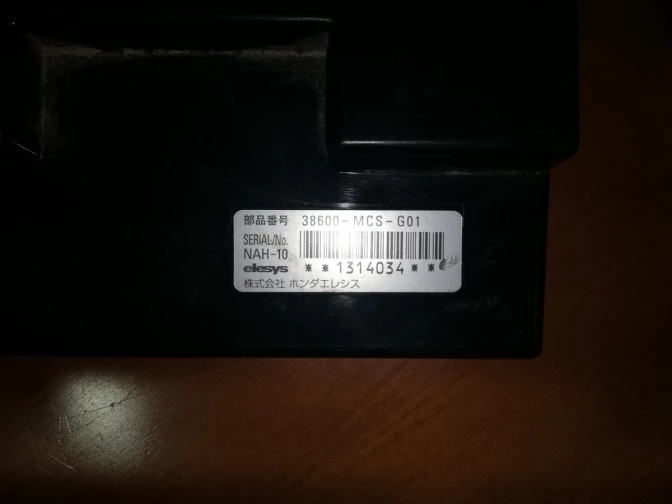 部品番号 38600-MCS-G01
SERIAL/No.
NAH-10
elesys **1314034**
株式会社 ホンダエレシス